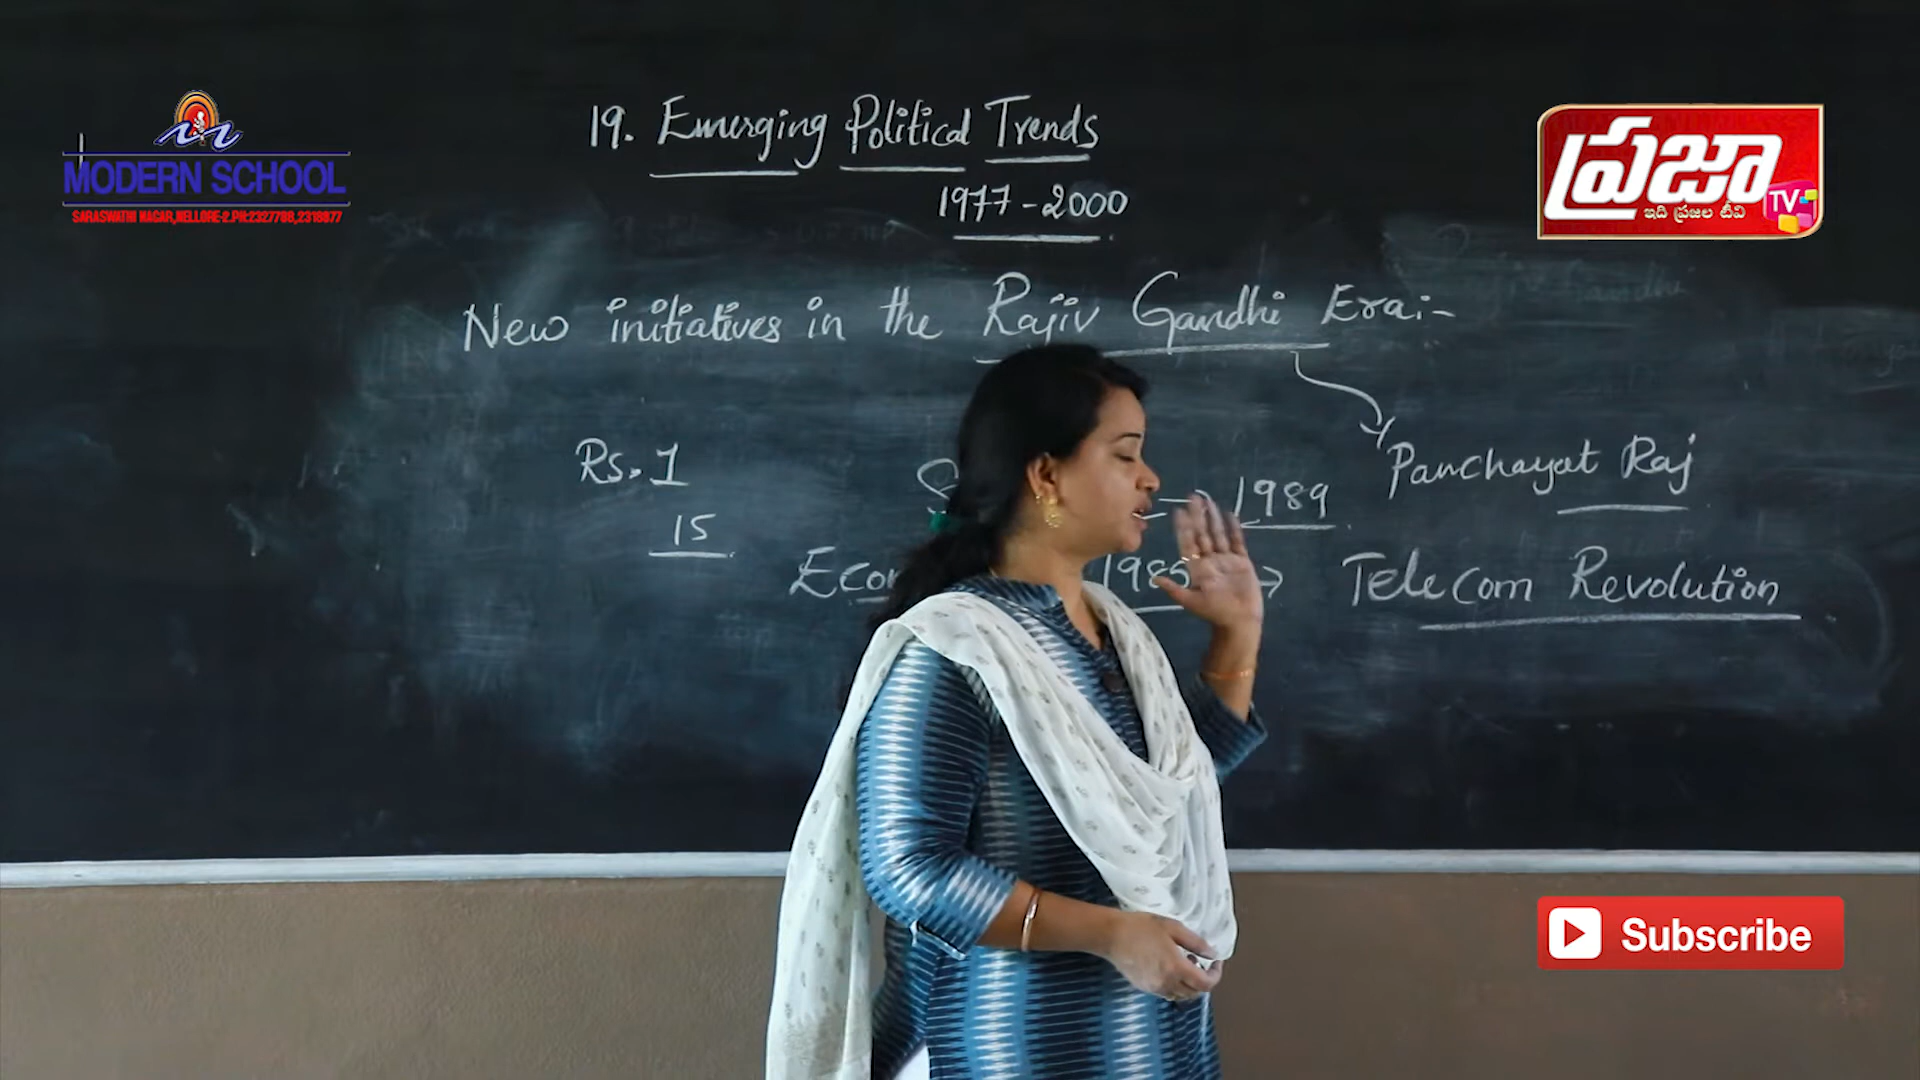 MODERN SCHOOL
SARASWATHI NAGAR,NELLORE-2.PH:2327788,2318877
ప్రజా
TV
ఇది ప్రజల టీవి
19. Emerging Political Trends
1977-2000
New initiatives in the Rajiv Gandhi Era:-
Rs. 1
15
→ 1989
Panchayat Raj
1985 → Telecom Revolution
Subscribe